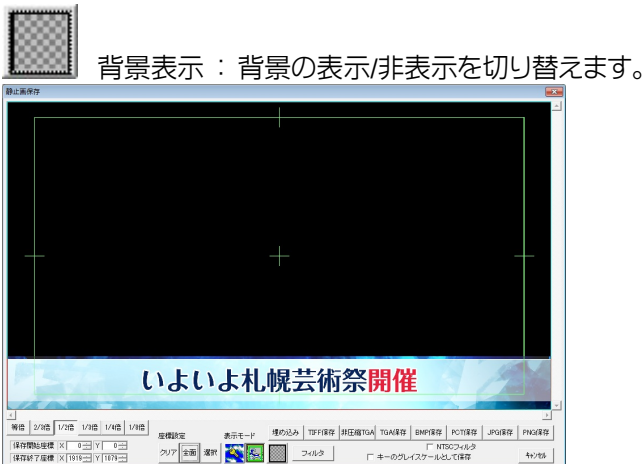 背景表示 : 背景の表示/非表示を切り替えます。
静止画保存
いよいよ札幌芸術祭開催
等倍 2/3倍 1/2倍 1/3倍 1/4倍 1/8倍
座標設定 表示モード 埋め込み TIFF保存 非圧縮TGA TGA保存 BMP保存 PCT保存 JPG保存 PNG保存
保存開始座標 X 0 Y 0
クリア 全画 選択 フィルタ NTSCフィルタ
保存終了座標 X 1919 Y 1079
キーのグレイスケールとして保存 キャンセル